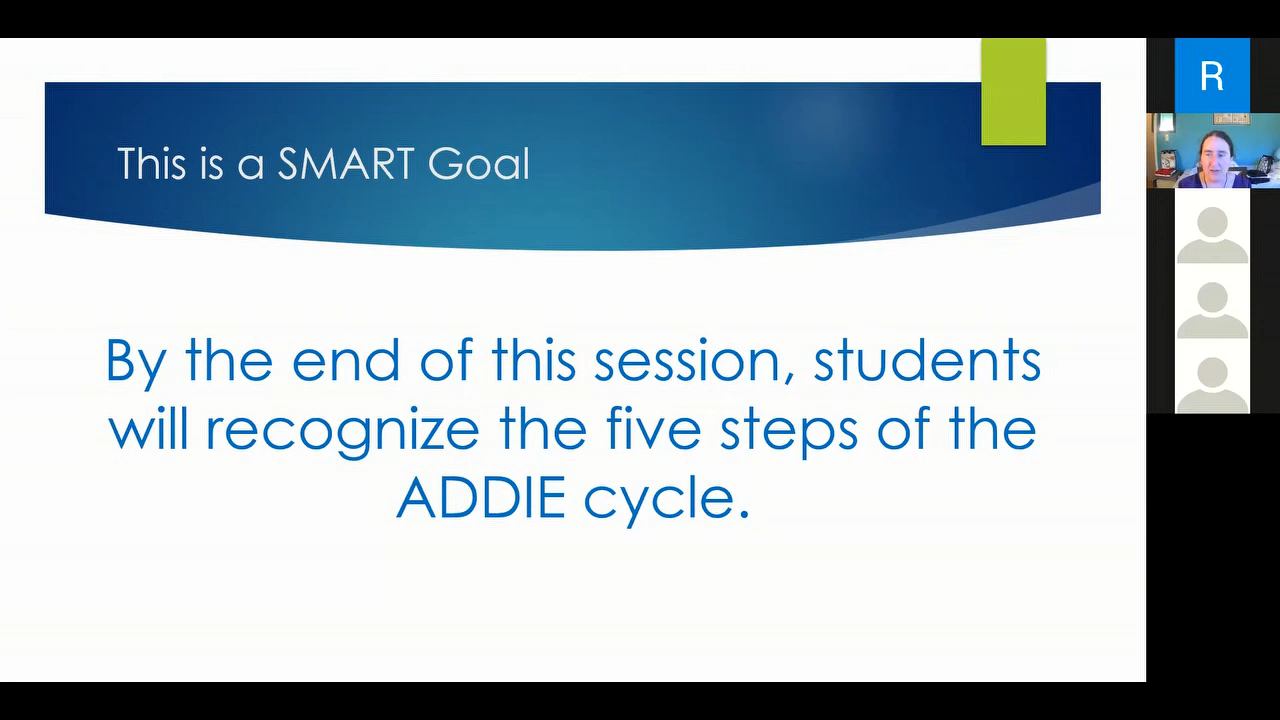 This is a SMART Goal
By the end of this session, students
will recognize the five steps of the
ADDIE cycle.
R